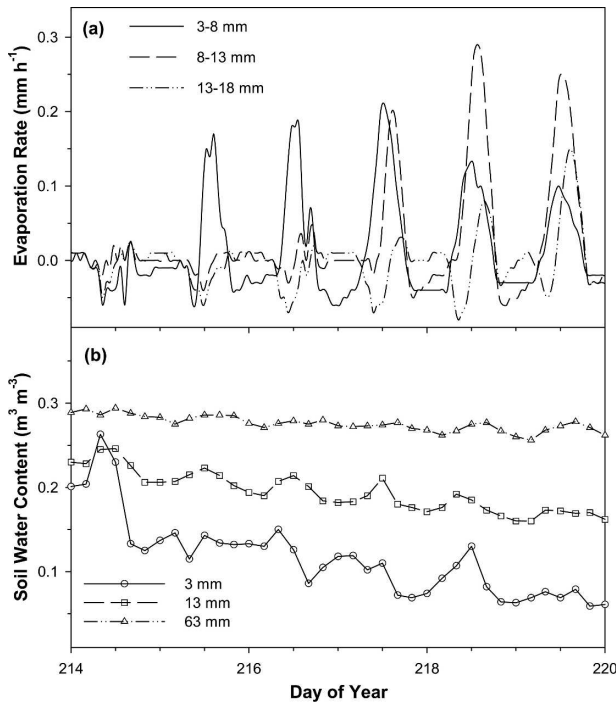 (a)
3-8 mm
8-13 mm
13-18 mm
Evaporation Rate (mm h⁻¹)
0.3
0.2
0.1
0.0
(b)
Soil Water Content (m³ m⁻³)
0.3
0.2
0.1
3 mm
13 mm
63 mm
214
216
218
220
Day of Year